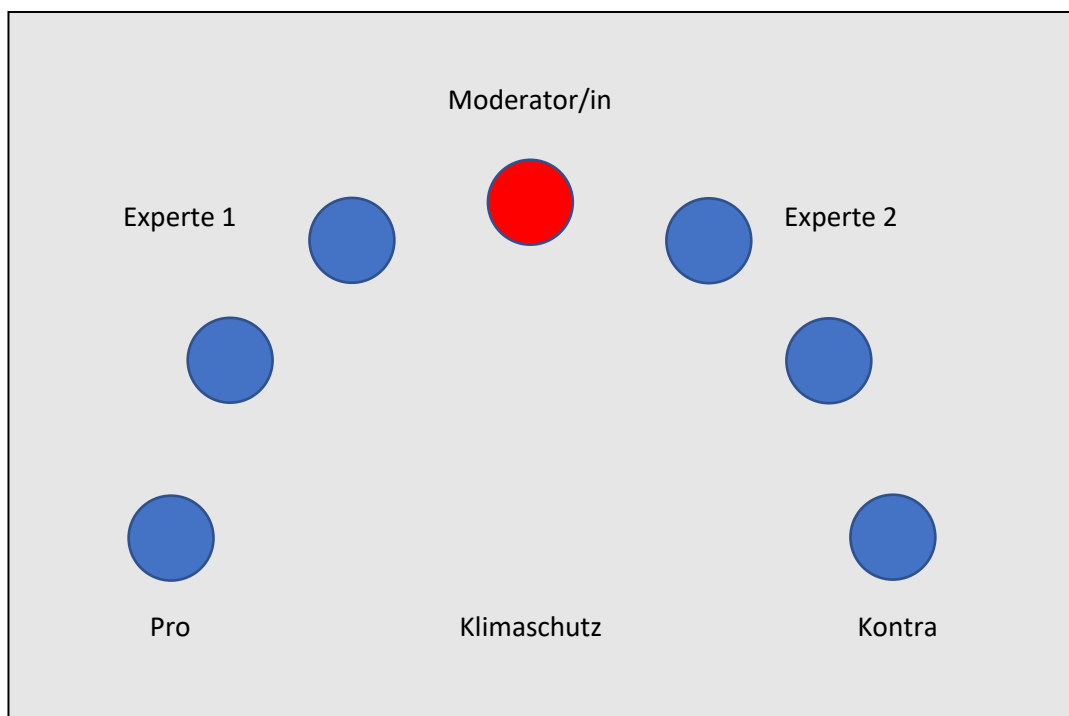 Moderator/in
Experte 1
Experte 2
Pro
Klimaschutz
Kontra